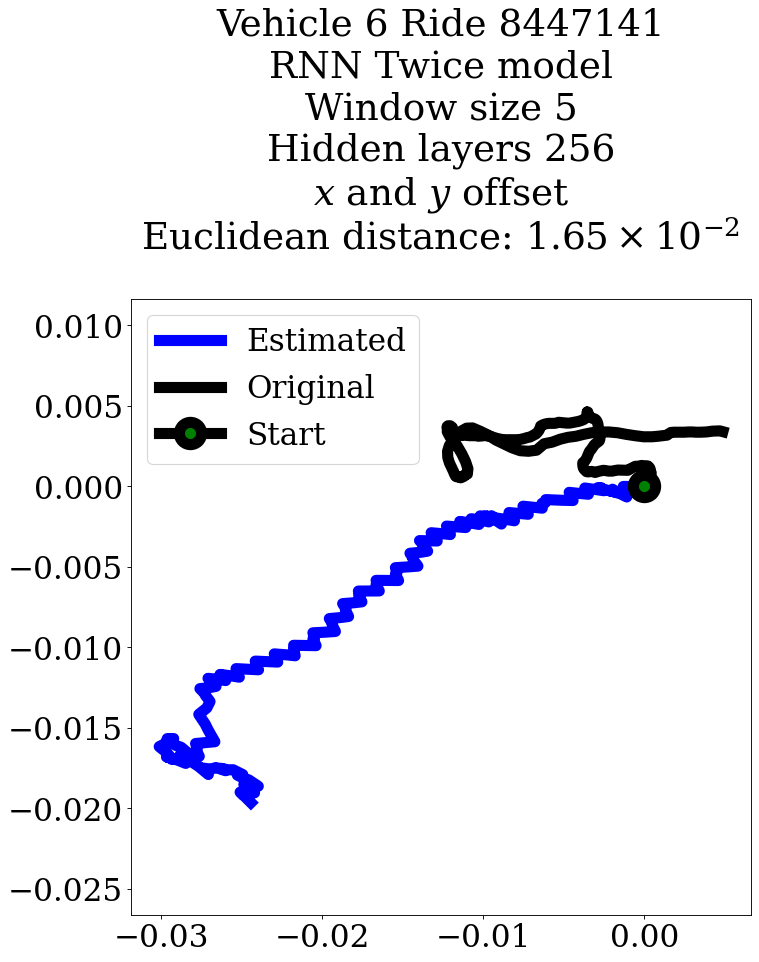 Vehicle 6 Ride 8447141
RNN Twice model
Window size 5
Hidden layers 256
x and y offset
Euclidean distance: 1.65 × 10⁻²
Estimated
Original
Start
0.010
0.005
0.000
−0.005
−0.010
−0.015
−0.020
−0.025
−0.03 −0.02 −0.01 0.00